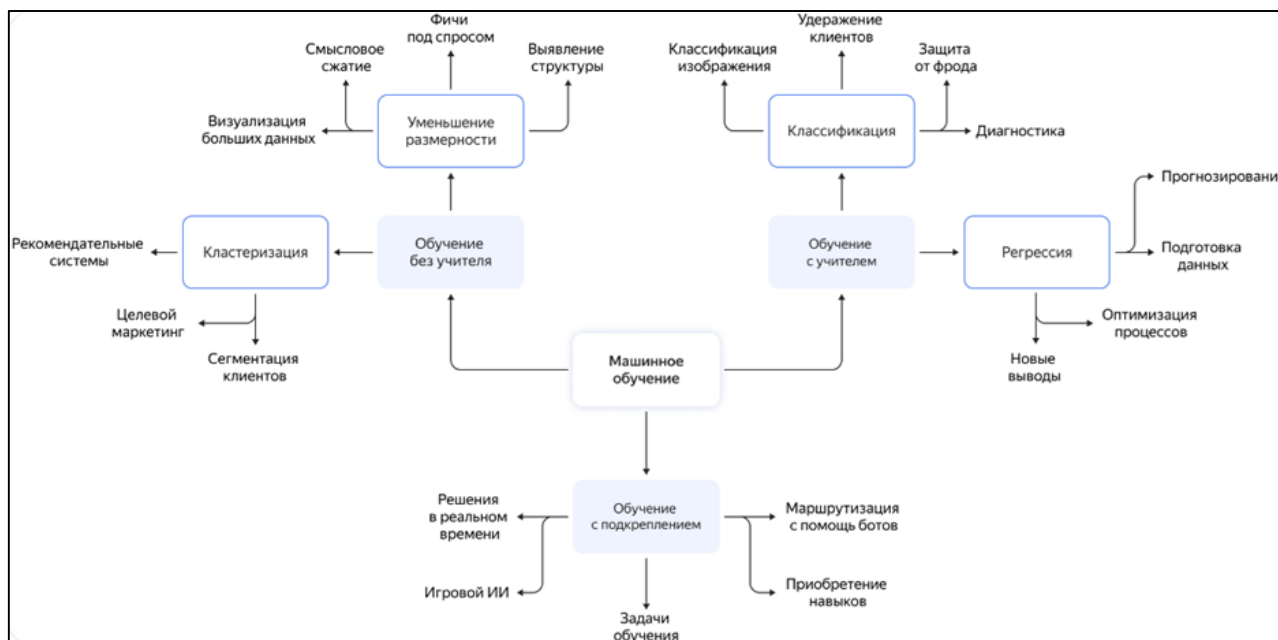 Фичи
под спросом
Смысловое
сжатие
Выявление
структуры
Визуализация
больших данных
Уменьшение
размерности
Рекомендательные
системы
Кластеризация
Обучение
без учителя
Целевой
маркетинг
Сегментация
клиентов
Удеражение
клиентов
Классификация
изображения
Защита
от фрода
Классификация
Диагностика
Прогнозировани
Обучение
с учителем
Регрессия
Подготовка
данных
Оптимизация
процессов
Новые
выводы
Машинное
обучение
Решения
в реальном
времени
Обучение
с подкреплением
Маршрутизация
с помощь ботов
Игровой ИИ
Приобретение
навыков
Задачи
обучения